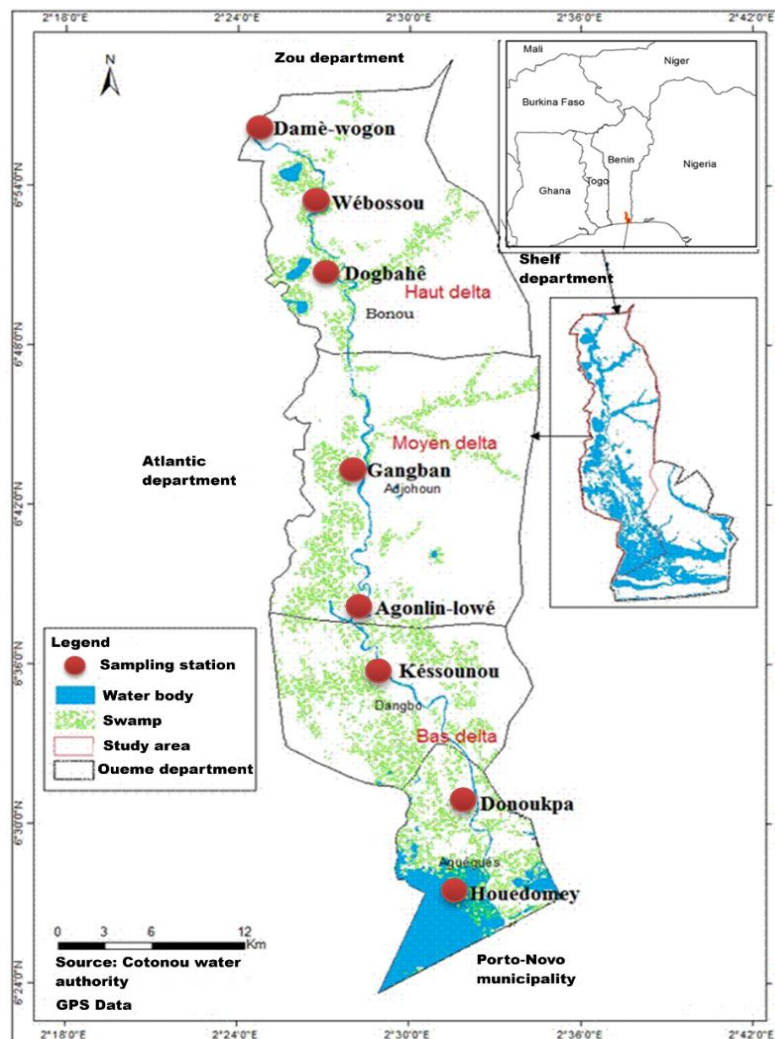 2°18'0"E 2°24'0"E 2°30'0"E 2°36'0"E 2°42'0"E
N
Zou department
Mali
Niger
Burkina Faso
Benin
Nigeria
Ghana
Togo
Damè-wogon
6°54'0"N
Wébossou
Dogbahê
Shelf
department
Haut delta
Bonou
6°48'0"N
Moyen delta
Atlantic
department
Gangban
Adjohoun
6°42'0"N
Agonlin-lowé
Legend
Sampling station
Water body
Swamp
Study area
Oueme department
6°36'0"N
Késsounou
Dangbo
Bas delta
Donoukpa
6°30'0"N
Aguégués
Houedomey
0 3 6 12
Km
Source: Cotonou water
authority
GPS Data
Porto-Novo
municipality
6°24'0"N
2°18'0"E 2°24'0"E 2°30'0"E 2°36'0"E 2°42'0"E